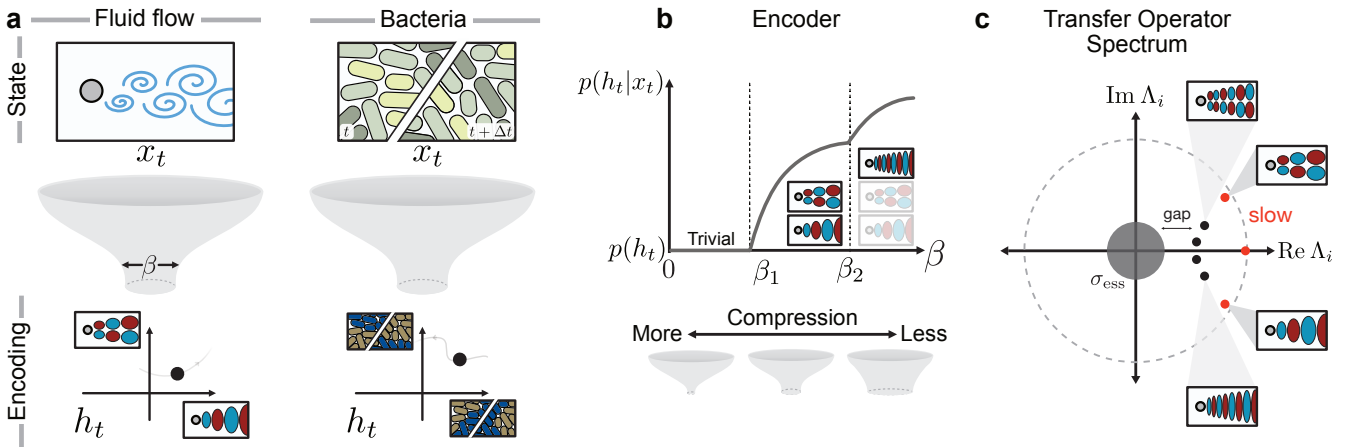 a
Fluid flow
Bacteria
State
t
t + Δt
x_t
x_t
β
Encoding
h_t
h_t
b
Encoder
p(h_t|x_t)
p(h_t)
Trivial
0
β_1
β_2
β
Compression
More
Less
c
Transfer Operator
Spectrum
Im Λ_i
slow
gap
Re Λ_i
σ_ess